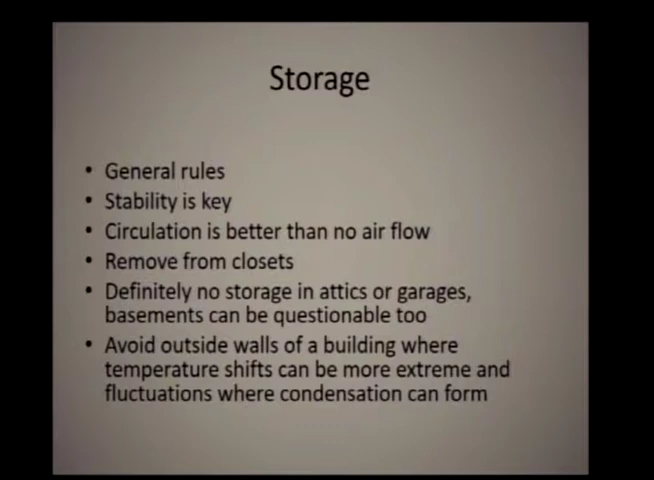 Storage
• General rules
• Stability is key
• Circulation is better than no air flow
• Remove from closets
• Definitely no storage in attics or garages,
basements can be questionable too
• Avoid outside walls of a building where
temperature shifts can be more extreme and
fluctuations where condensation can form